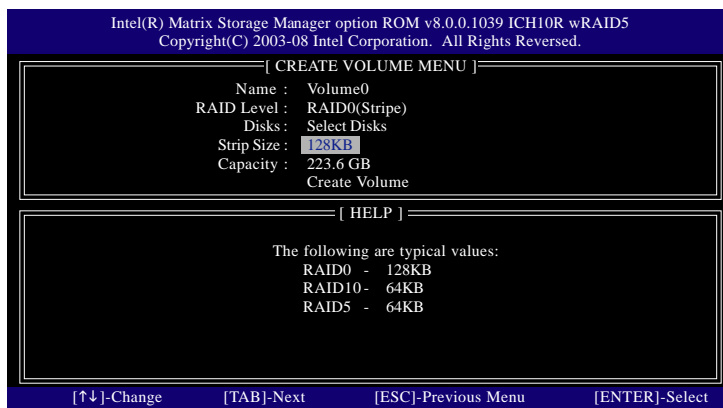 Intel(R) Matrix Storage Manager option ROM v8.0.0.1039 ICH10R wRAID5
Copyright(C) 2003-08 Intel Corporation. All Rights Reversed.
[ CREATE VOLUME MENU ]
Name : Volume0
RAID Level : RAID0(Stripe)
Disks : Select Disks
Strip Size : 128KB
Capacity : 223.6 GB
Create Volume
[ HELP ]
The following are typical values:
RAID0 - 128KB
RAID10 - 64KB
RAID5 - 64KB
[↑↓]-Change [TAB]-Next [ESC]-Previous Menu [ENTER]-Select